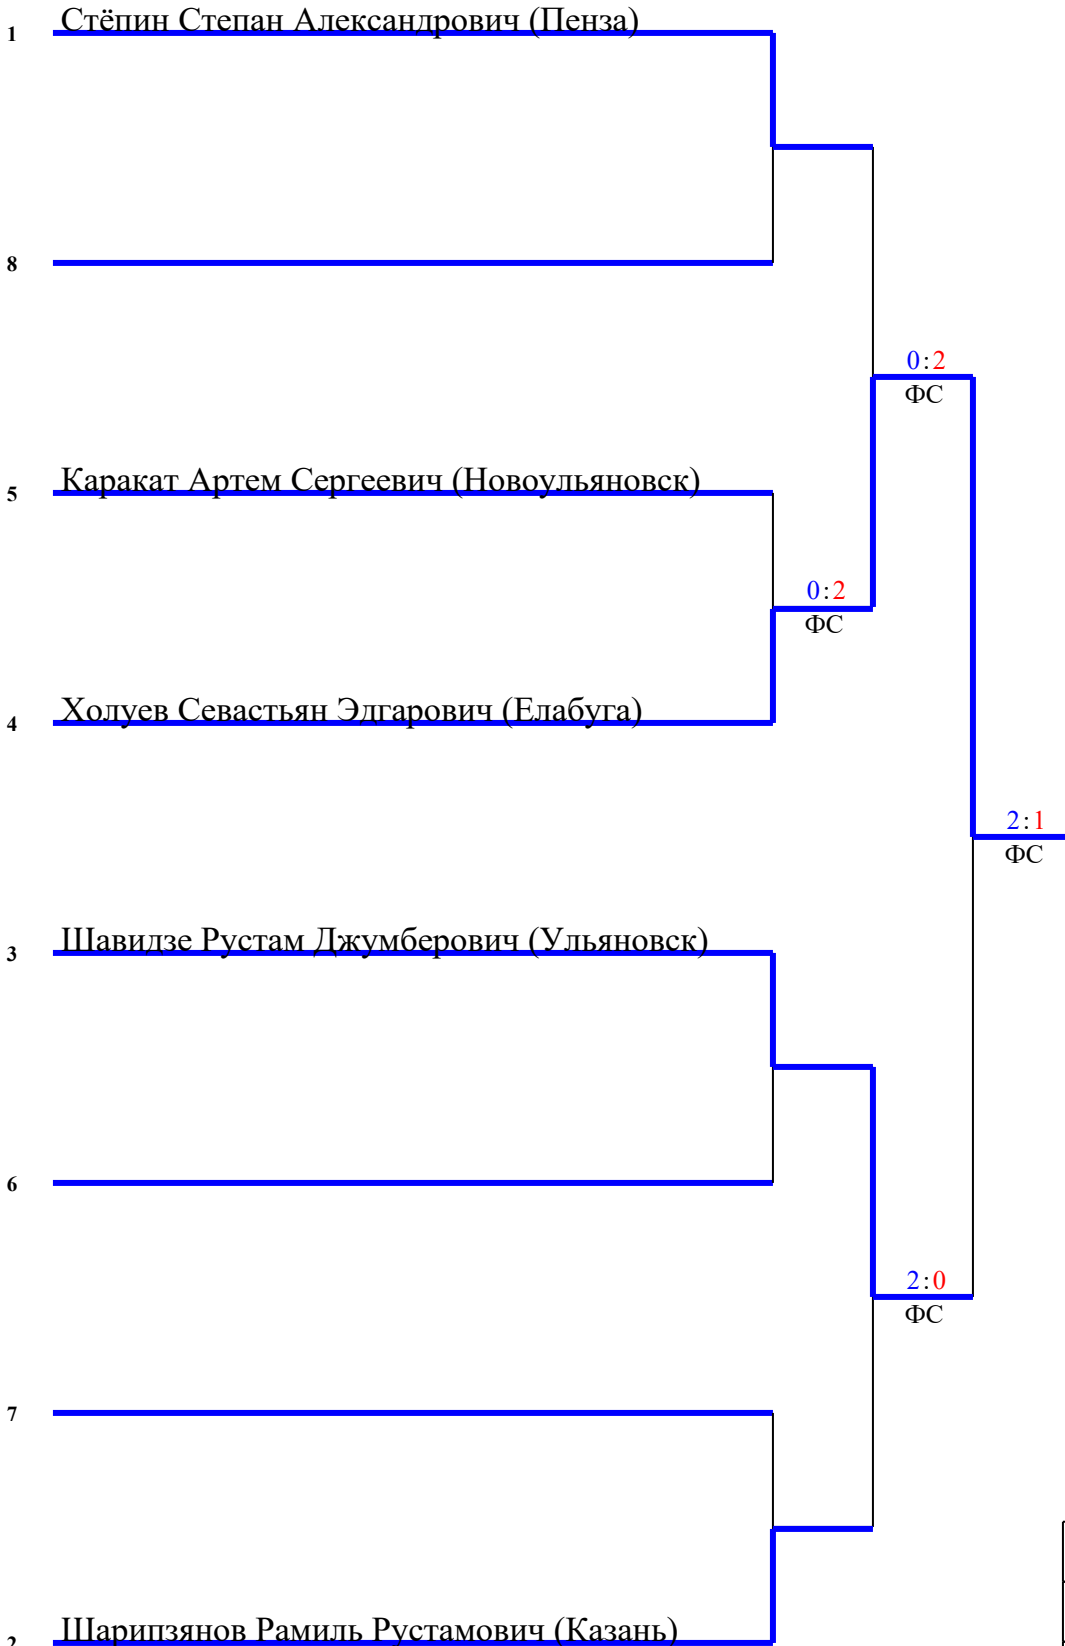 1 Стёпин Степан Александрович (Пенза)
8
0:2
ФС
5 Каракат Артем Сергеевич (Новоульяновск)
0:2
ФС
4 Холуев Севастьян Эдгарович (Елабуга)
2:1
ФС
3 Шавидзе Рустам Джумберович (Ульяновск)
6
2:0
ФС
7
2 Шарипзянов Рамиль Рустамович (Казань)